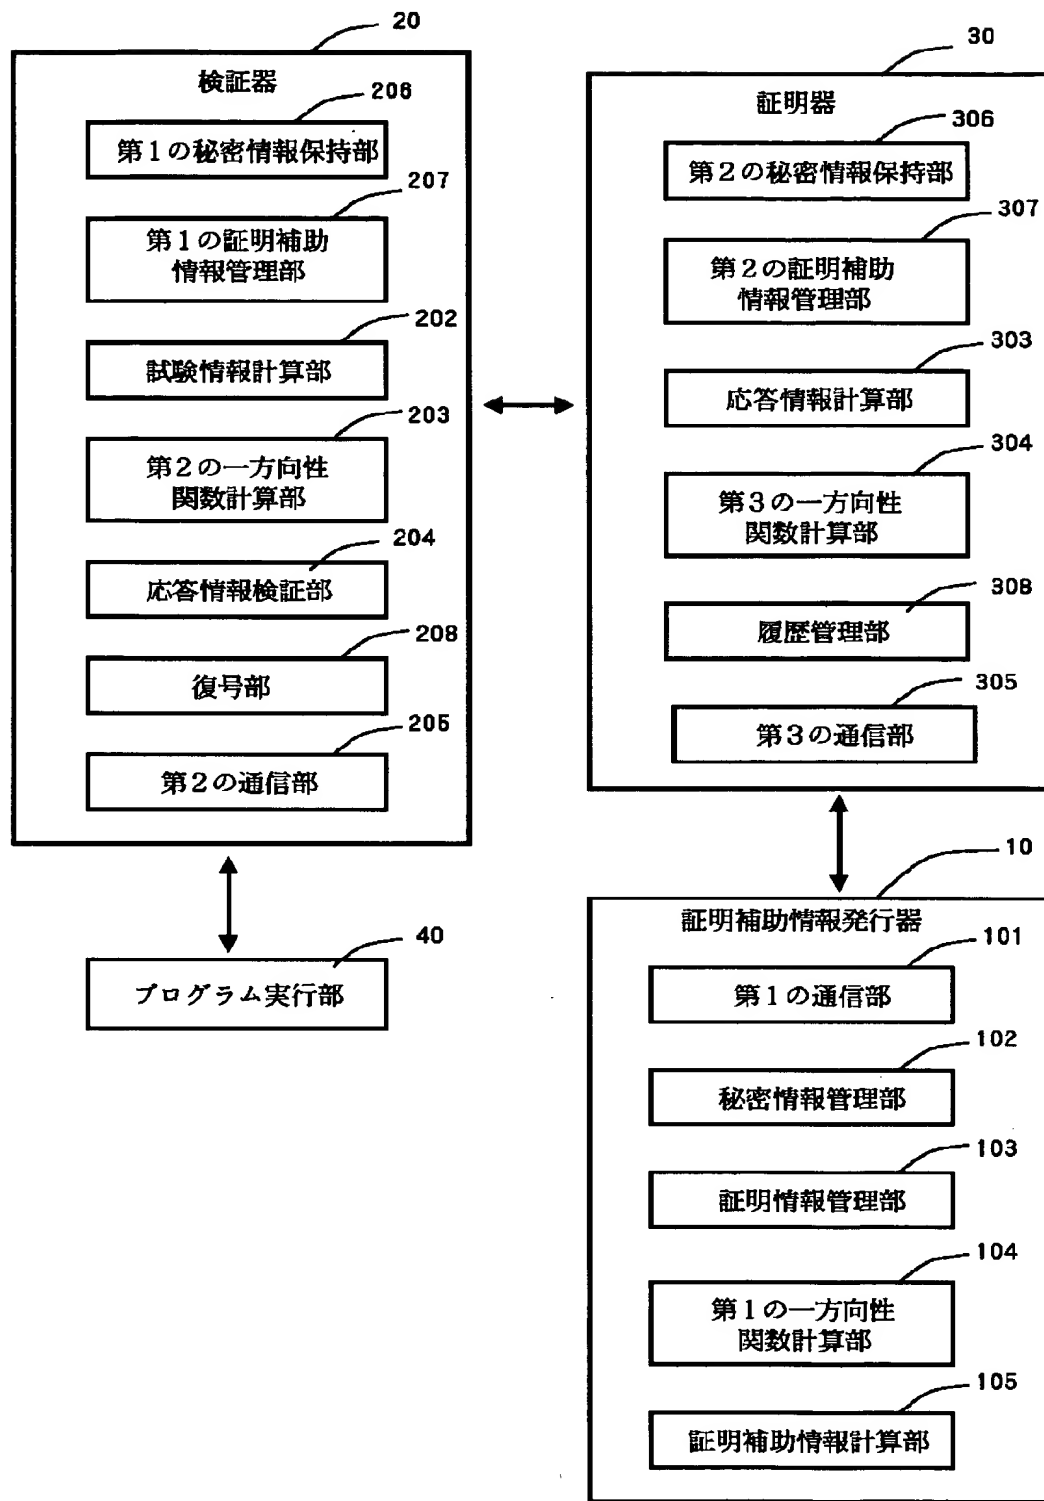 20
検証器
206
第1の秘密情報保持部
207
第1の証明補助
情報管理部
202
試験情報計算部
203
第2の一方向性
関数計算部
204
応答情報検証部
208
復号部
205
第2の通信部
40
プログラム実行部
30
証明器
306
第2の秘密情報保持部
307
第2の証明補助
情報管理部
303
応答情報計算部
304
第3の一方向性
関数計算部
308
履歴管理部
305
第3の通信部
10
証明補助情報発行器
101
第1の通信部
102
秘密情報管理部
103
証明情報管理部
104
第1の一方向性
関数計算部
105
証明補助情報計算部